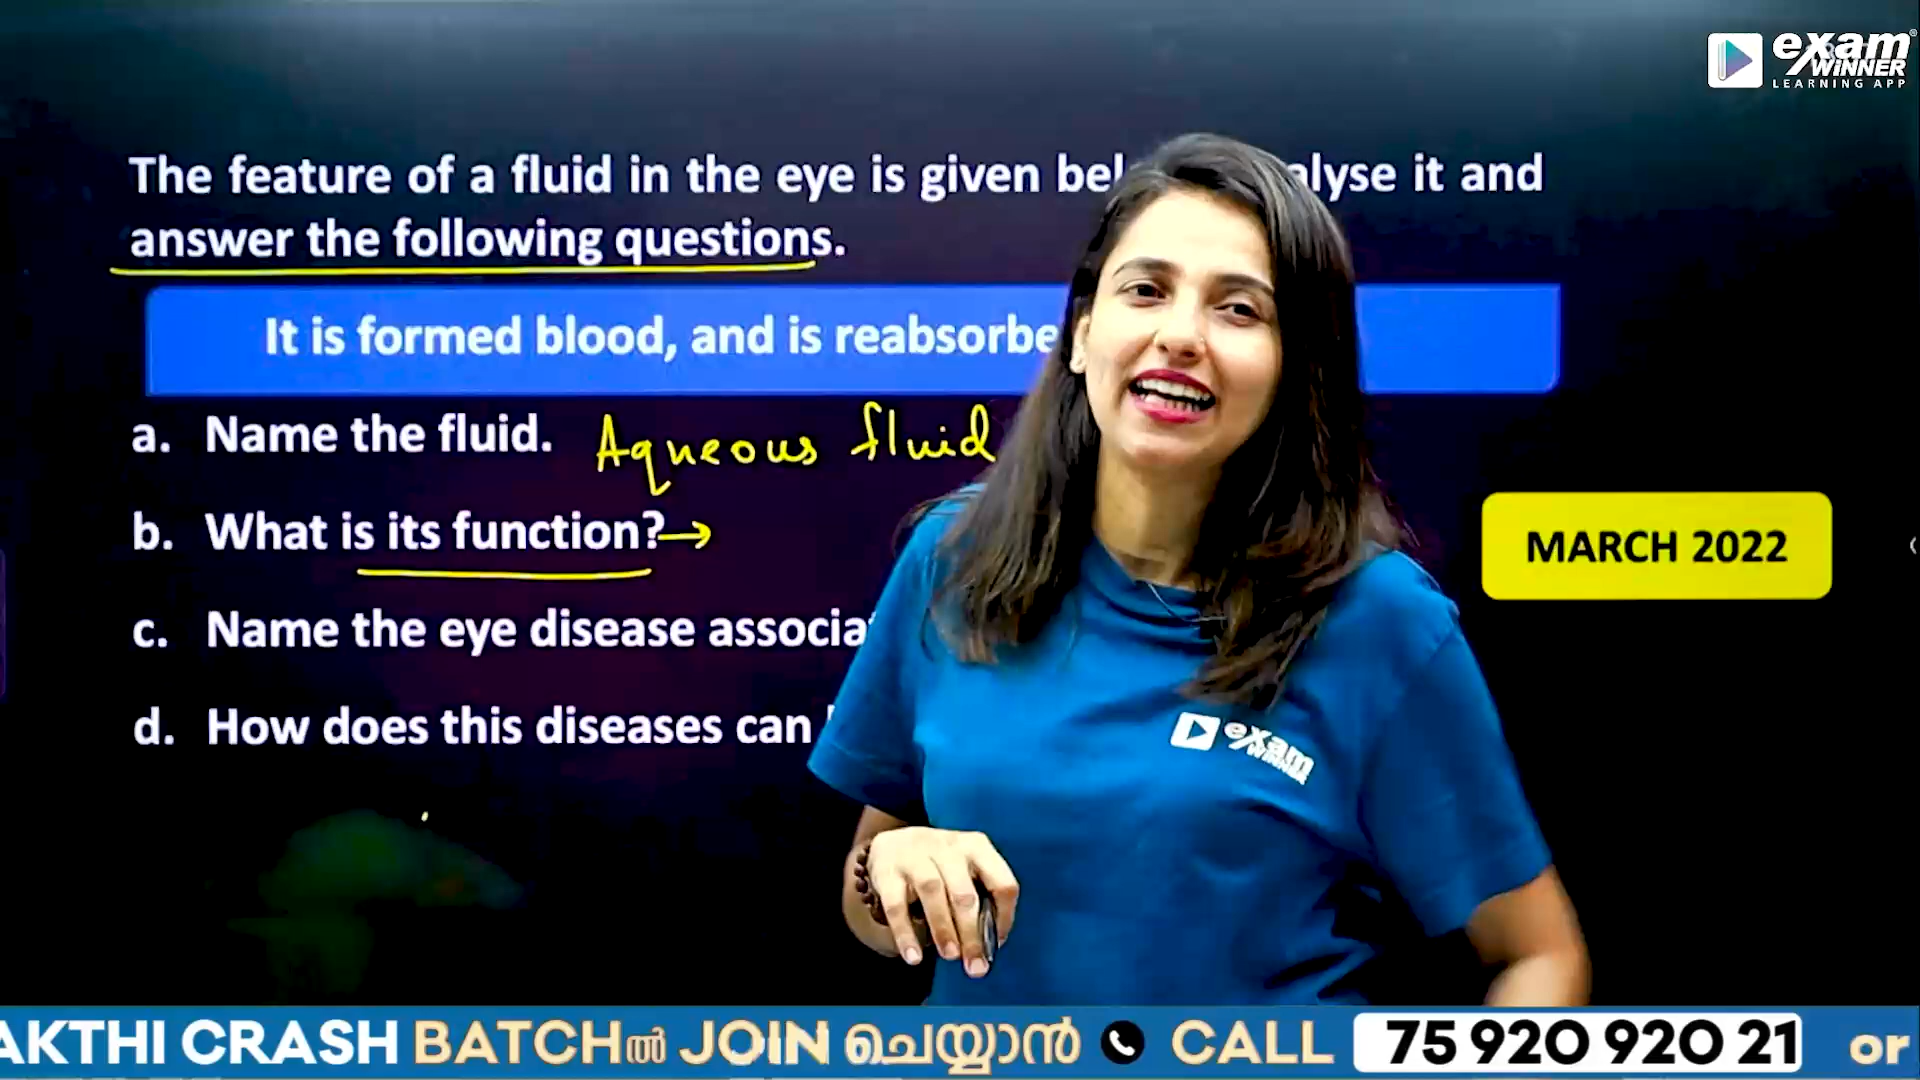 exam
WINNER
LEARNING APP
The feature of a fluid in the eye is given alyse it and
answer the following questions.
It is formed blood, and is reabsorbe
a. Name the fluid. Aqueous fluid
b. What is its function?→
MARCH 2022
c. Name the eye disease associa
d. How does this diseases can
exam
WINNER
AKTHI CRASH BATCHൽ JOIN ചെയ്യാൻ CALL 75 920 920 21 or